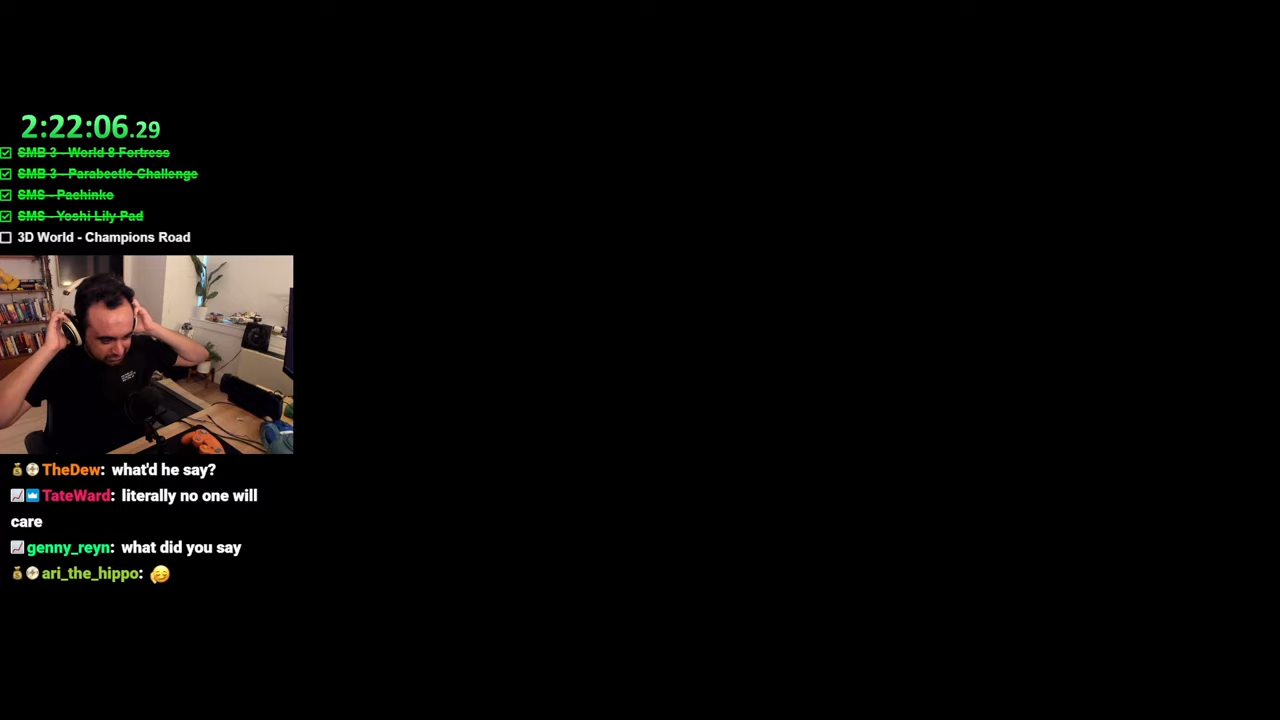 2:22:06.29
SMB 3 - World 8 Fortress
SMB 3 - Parabeetle Challenge
SMS - Pachinko
SMS - Yoshi Lily Pad
3D World - Champions Road
TheDew: what'd he say?
TateWard: literally no one will
care
genny_reyn: what did you say
ari_the_hippo: